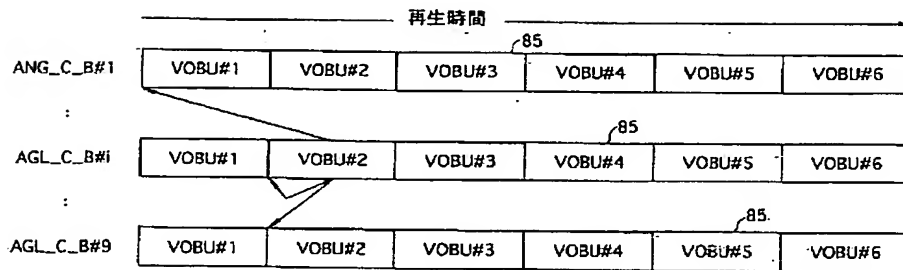 再生時間
85
ANG_C_B#1 VOBU#1 VOBU#2 VOBU#3 VOBU#4 VOBU#5 VOBU#6
:
85
AGL_C_B#i VOBU#1 VOBU#2 VOBU#3 VOBU#4 VOBU#5 VOBU#6
:
85
AGL_C_B#9 VOBU#1 VOBU#2 VOBU#3 VOBU#4 VOBU#5 VOBU#6